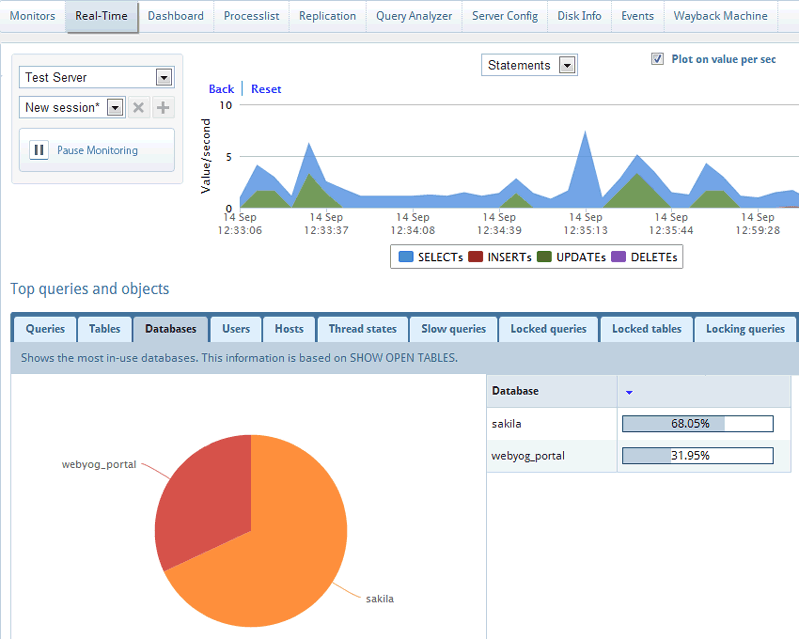 Monitors Real-Time Dashboard Processlist Replication Query Analyzer Server Config Disk Info Events Wayback Machine
Test Server
New session*
Pause Monitoring
Statements
Plot on value per sec
Back Reset
Value/second
10
5
0
14 Sep 14 Sep 14 Sep 14 Sep 14 Sep 14 Sep 14 Sep
12:33:06 12:33:37 12:34:08 12:34:39 12:35:13 12:35:44 12:59:28
SELECTs INSERTs UPDATEs DELETEs
Top queries and objects
Queries Tables Databases Users Hosts Thread states Slow queries Locked queries Locked tables Locking queries
Shows the most in-use databases. This information is based on SHOW OPEN TABLES.
webyog_portal
sakila
Database
sakila 68.05%
webyog_portal 31.95%